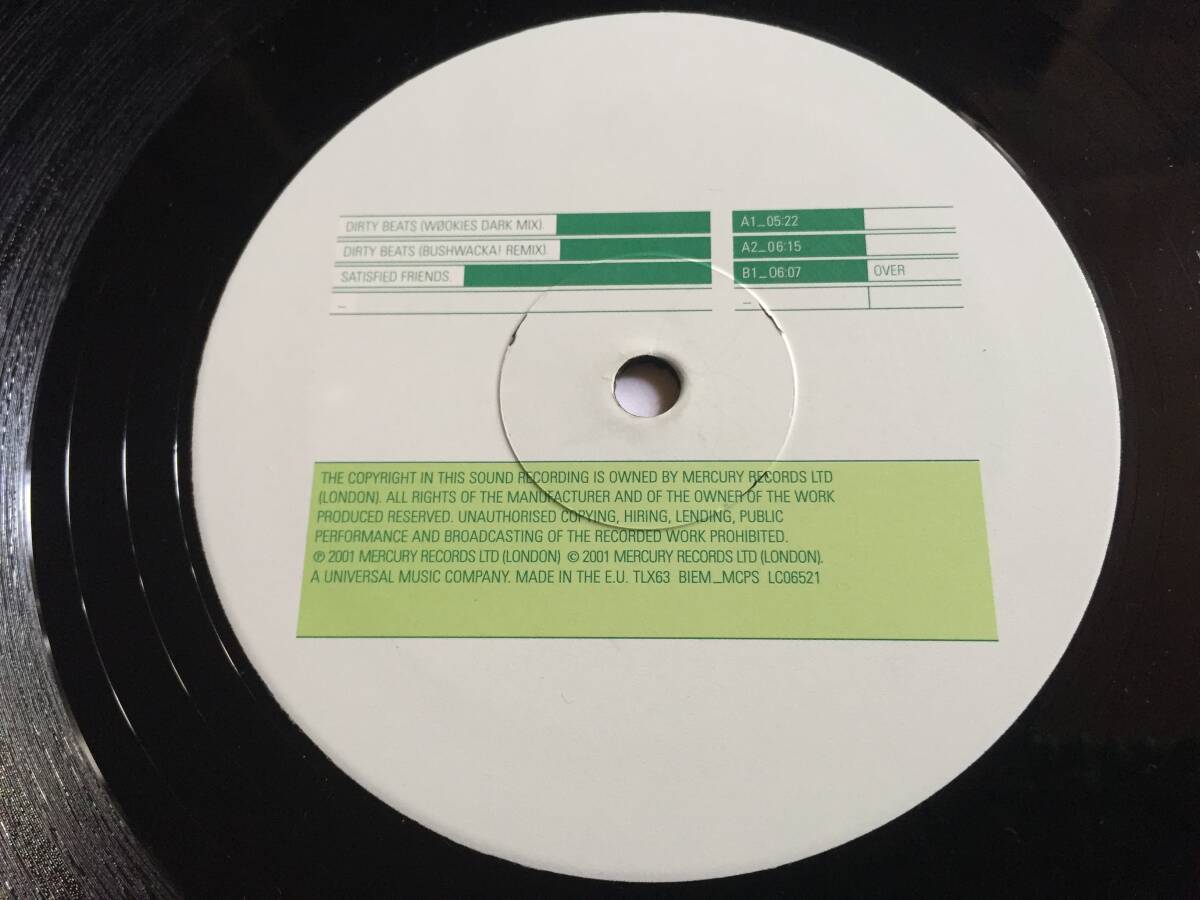 DIRTY BEATS (WØOKIES DARK MIX). A1_05:22
DIRTY BEATS (BUSHWACKA! REMIX). A2_06:15
SATISFIED FRIENDS. B1_06:07 OVER
THE COPYRIGHT IN THIS SOUND RECORDING IS OWNED BY MERCURY RECORDS LTD
(LONDON). ALL RIGHTS OF THE MANUFACTURER AND OF THE OWNER OF THE WORK
PRODUCED RESERVED. UNAUTHORISED COPYING, HIRING, LENDING, PUBLIC
PERFORMANCE AND BROADCASTING OF THE RECORDED WORK PROHIBITED.
℗ 2001 MERCURY RECORDS LTD (LONDON) © 2001 MERCURY RECORDS LTD (LONDON).
A UNIVERSAL MUSIC COMPANY. MADE IN THE E.U. TLX63 BIEM_MCPS LC06521